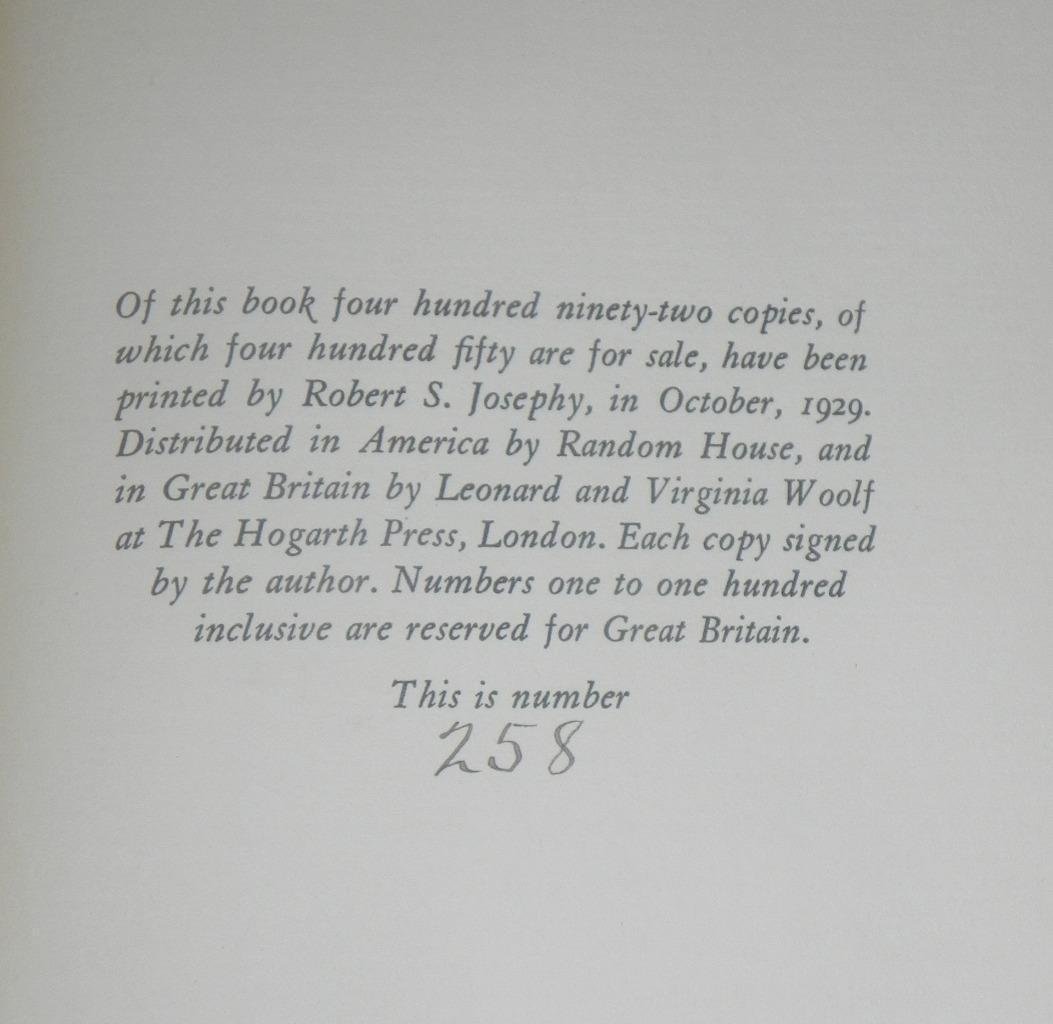 Of this book four hundred ninety-two copies, of
which four hundred fifty are for sale, have been
printed by Robert S. Josephy, in October, 1929.
Distributed in America by Random House, and
in Great Britain by Leonard and Virginia Woolf
at The Hogarth Press, London. Each copy signed
by the author. Numbers one to one hundred
inclusive are reserved for Great Britain.
This is number
258